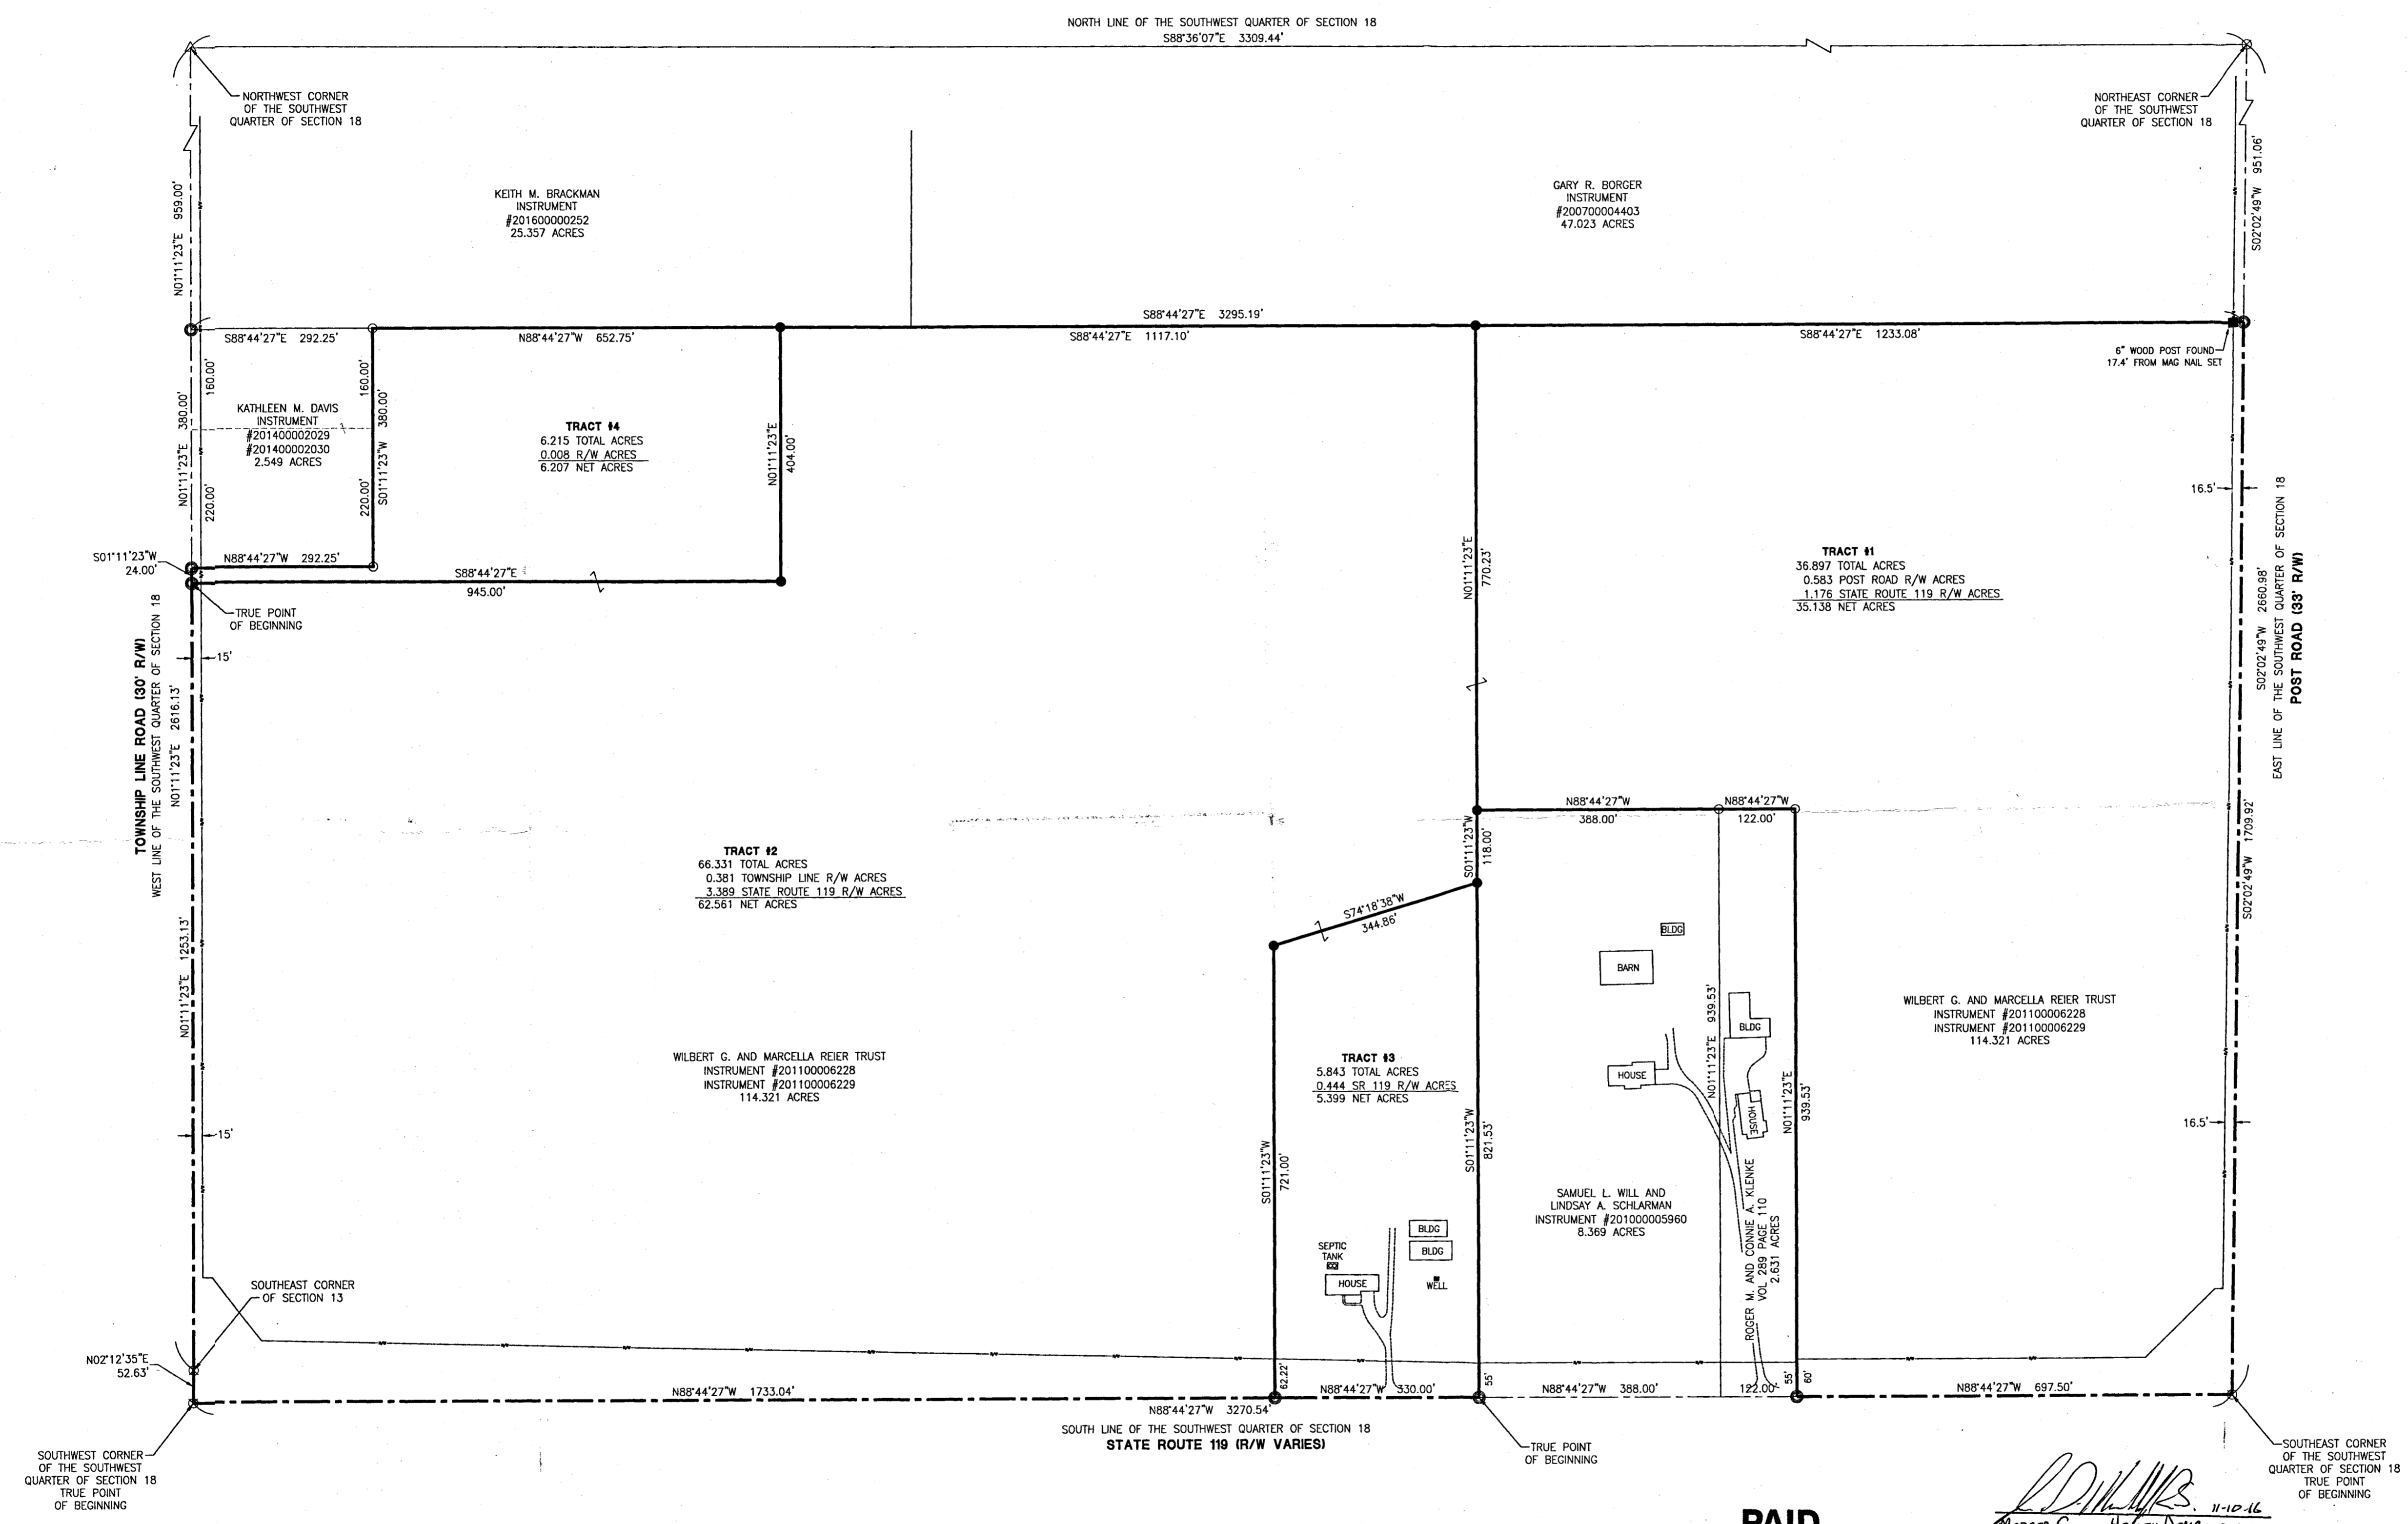 NORTH LINE OF THE SOUTHWEST QUARTER OF SECTION 18
S88°36'07"E 3309.44'
NORTHWEST CORNER
OF THE SOUTHWEST
QUARTER OF SECTION 18
NORTHEAST CORNER
OF THE SOUTHWEST
QUARTER OF SECTION 18
N01°11'23"E 959.00'
S02°02'49"W 951.06'
KEITH M. BRACKMAN
INSTRUMENT
#201600000252
25.357 ACRES
GARY R. BORGER
INSTRUMENT
#200700004403
47.023 ACRES
S88°44'27"E 3295.19'
S88°44'27"E 292.25'
N88°44'27"W 652.75'
S88°44'27"E 1117.10'
S88°44'27"E 1233.08'
6" WOOD POST FOUND
17.4' FROM MAG NAIL SET
N01°11'23"E 380.00'
160.00'
220.00'
160.00'
220.00'
S01°11'23"W 380.00'
KATHLEEN M. DAVIS
INSTRUMENT
#201400002029
#201400002030
2.549 ACRES
TRACT #4
6.215 TOTAL ACRES
0.008 R/W ACRES
6.207 NET ACRES
N01°11'23"E
404.00'
S01°11'23"W
24.00'
N88°44'27"W 292.25'
S88°44'27"E
945.00'
TRUE POINT
OF BEGINNING
N01°11'23"E
770.23'
TRACT #1
36.897 TOTAL ACRES
0.583 POST ROAD R/W ACRES
1.176 STATE ROUTE 119 R/W ACRES
35.138 NET ACRES
16.5'
S02°02'49"W 2660.98'
EAST LINE OF THE SOUTHWEST QUARTER OF SECTION 18
POST ROAD (33' R/W)
TOWNSHIP LINE ROAD (30' R/W)
WEST LINE OF THE SOUTHWEST QUARTER OF SECTION 18
N01°11'23"E 2616.13'
15'
N01°11'23"E 1253.13'
N88°44'27"W
388.00'
N88°44'27"W
122.00'
S01°11'23"W
118.00'
S02°02'49"W 1709.92'
TRACT #2
66.331 TOTAL ACRES
0.381 TOWNSHIP LINE R/W ACRES
3.389 STATE ROUTE 119 R/W ACRES
62.561 NET ACRES
S74°18'38"W
344.86'
BLDG
BARN
N01°11'23"E 939.53'
BLDG
HOUSE
HOUSE
N01°11'23"E
939.53'
WILBERT G. AND MARCELLA REIER TRUST
INSTRUMENT #201100006228
INSTRUMENT #201100006229
114.321 ACRES
WILBERT G. AND MARCELLA REIER TRUST
INSTRUMENT #201100006228
INSTRUMENT #201100006229
114.321 ACRES
TRACT #3
5.843 TOTAL ACRES
0.444 SR 119 R/W ACRES
5.399 NET ACRES
15'
16.5'
S01°11'23"W
721.00'
S01°11'23"W
821.53'
SAMUEL L. WILL AND
LINDSAY A. SCHLARMAN
INSTRUMENT #201000005960
8.369 ACRES
ROGER M. AND CONNIE A. KLENKE
VOL 289 PAGE 110
2.631 ACRES
BLDG
BLDG
SEPTIC
TANK
HOUSE
WELL
SOUTHEAST CORNER
OF SECTION 13
N02°12'35"E
52.63'
N88°44'27"W 1733.04'
62.22'
N88°44'27"W 330.00'
55'
N88°44'27"W 388.00'
122.00'
55'
60'
N88°44'27"W 697.50'
N88°44'27"W 3270.54'
SOUTH LINE OF THE SOUTHWEST QUARTER OF SECTION 18
STATE ROUTE 119 (R/W VARIES)
TRUE POINT
OF BEGINNING
SOUTHWEST CORNER
OF THE SOUTHWEST
QUARTER OF SECTION 18
TRUE POINT
OF BEGINNING
SOUTHEAST CORNER
OF THE SOUTHWEST
QUARTER OF SECTION 18
TRUE POINT
OF BEGINNING
11-10-16
PAID